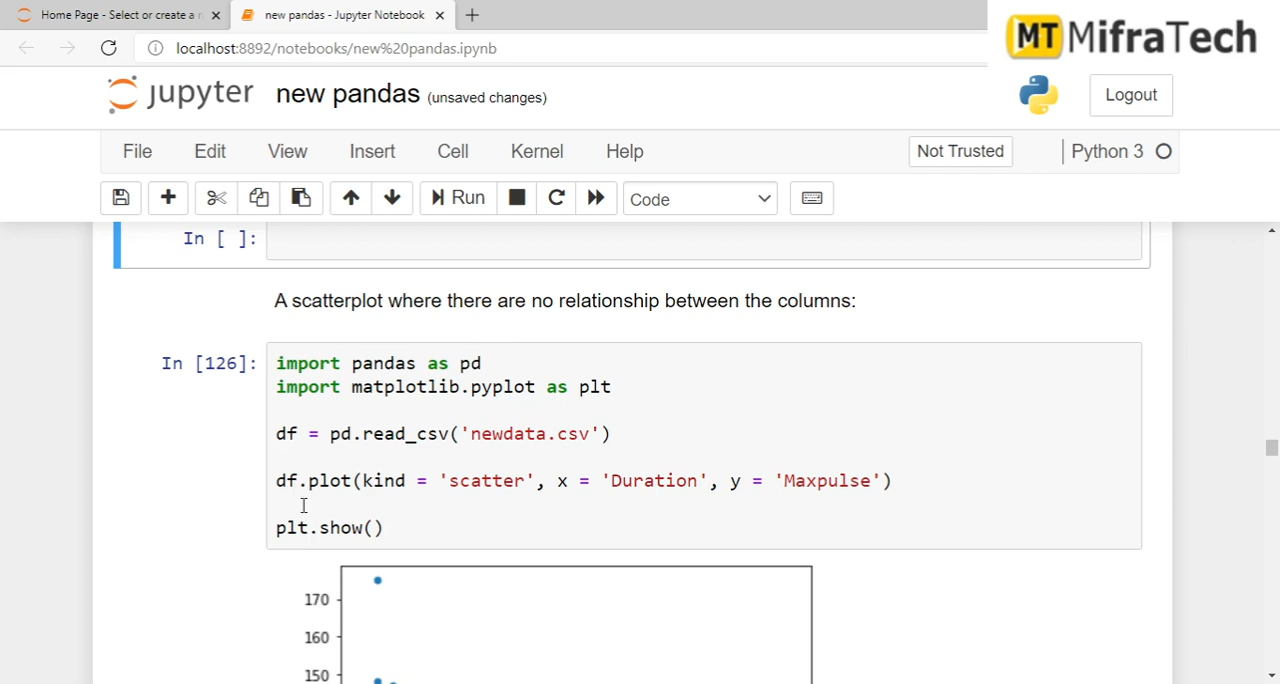 Home Page - Select or create a n
new pandas - Jupyter Notebook
MT MifraTech
localhost:8892/notebooks/new%20pandas.ipynb
jupyter new pandas (unsaved changes)
Logout
File Edit View Insert Cell Kernel Help
Not Trusted
Python 3
Run
Code
In [ ]:
A scatterplot where there are no relationship between the columns:
In [126]:
import pandas as pd
import matplotlib.pyplot as plt
df = pd.read_csv('newdata.csv')
df.plot(kind = 'scatter', x = 'Duration', y = 'Maxpulse')
plt.show()
170
160
150